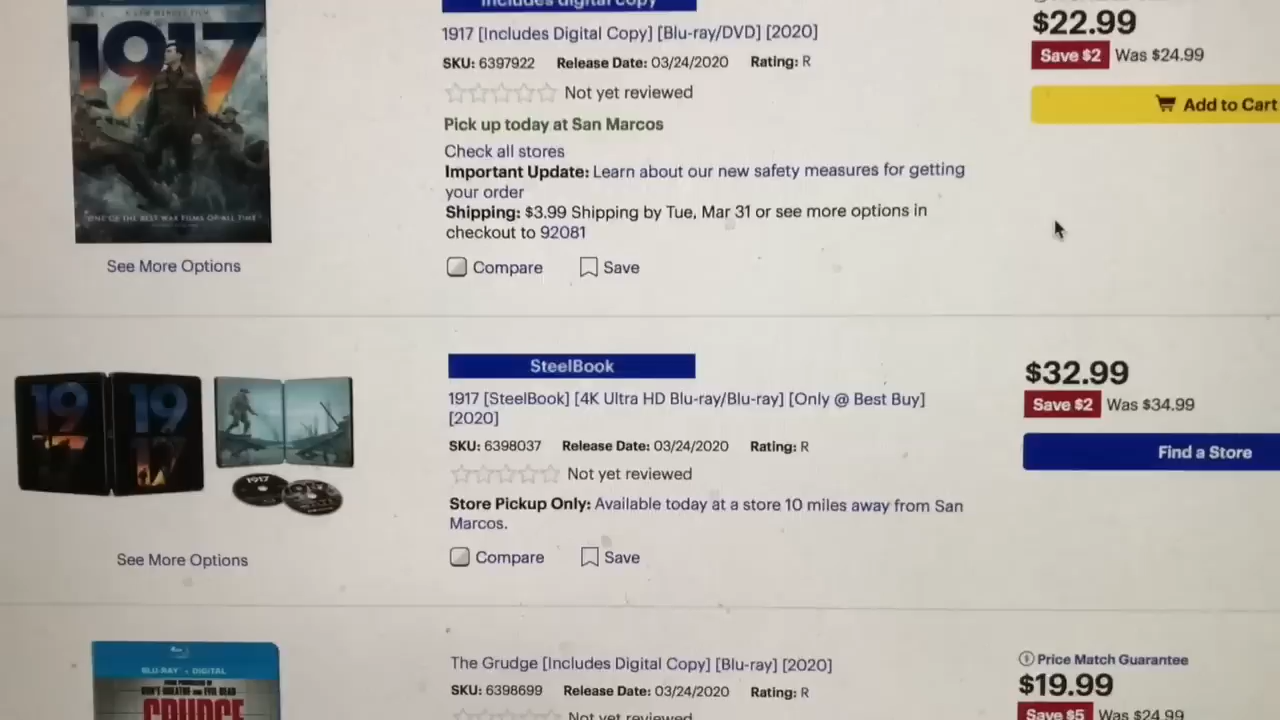 A SAM MENDES FILM
1917
ONE OF THE BEST WAR FILMS OF ALL TIME
See More Options
Includes digital copy
1917 [Includes Digital Copy] [Blu-ray/DVD] [2020]
SKU: 6397922 Release Date: 03/24/2020 Rating: R
Not yet reviewed
Pick up today at San Marcos
Check all stores
Important Update: Learn about our new safety measures for getting
your order
Shipping: $3.99 Shipping by Tue, Mar 31 or see more options in
checkout to 92081
Compare Save
$22.99
Save $2 Was $24.99
Add to Cart
19 19
17 17
1917
See More Options
SteelBook
1917 [SteelBook] [4K Ultra HD Blu-ray/Blu-ray] [Only @ Best Buy]
[2020]
SKU: 6398037 Release Date: 03/24/2020 Rating: R
Not yet reviewed
Store Pickup Only: Available today at a store 10 miles away from San
Marcos.
Compare Save
$32.99
Save $2 Was $34.99
Find a Store
BLU-RAY + DIGITAL
GRUDGE
The Grudge [Includes Digital Copy] [Blu-ray] [2020]
SKU: 6398699 Release Date: 03/24/2020 Rating: R
Not yet reviewed
Price Match Guarantee
$19.99
Save $5 Was $24.99